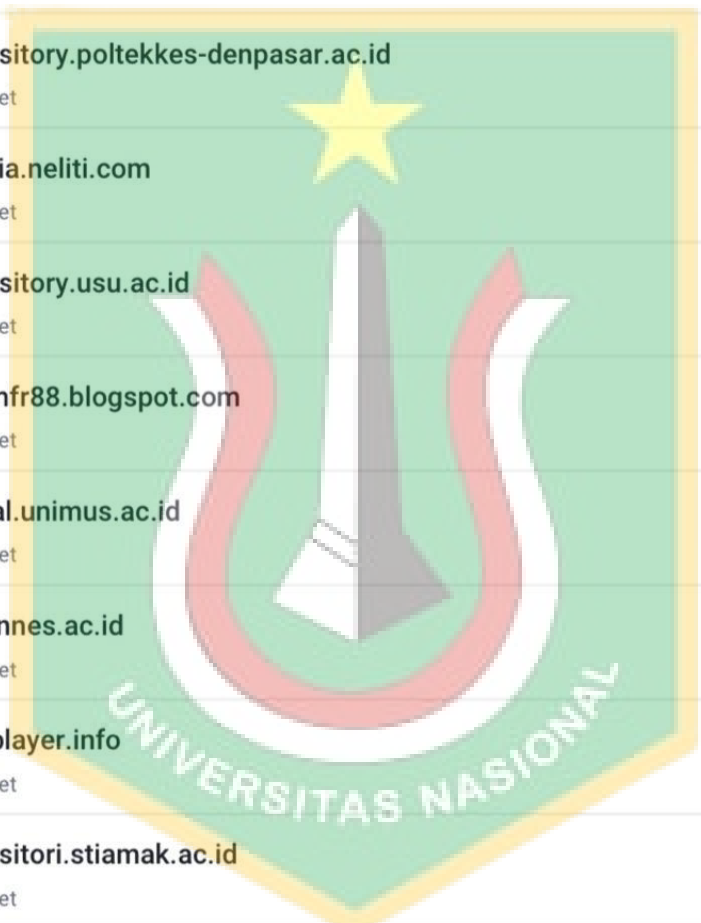 sitory.poltekkes-denpasar.ac.id
et
ia.neliti.com
et
sitory.usu.ac.id
et
nfr88.blogspot.com
et
al.unimus.ac.id
et
nnes.ac.id
et
player.info
et
UNIVERSITAS NASIONAL
sitori.stiamak.ac.id
et